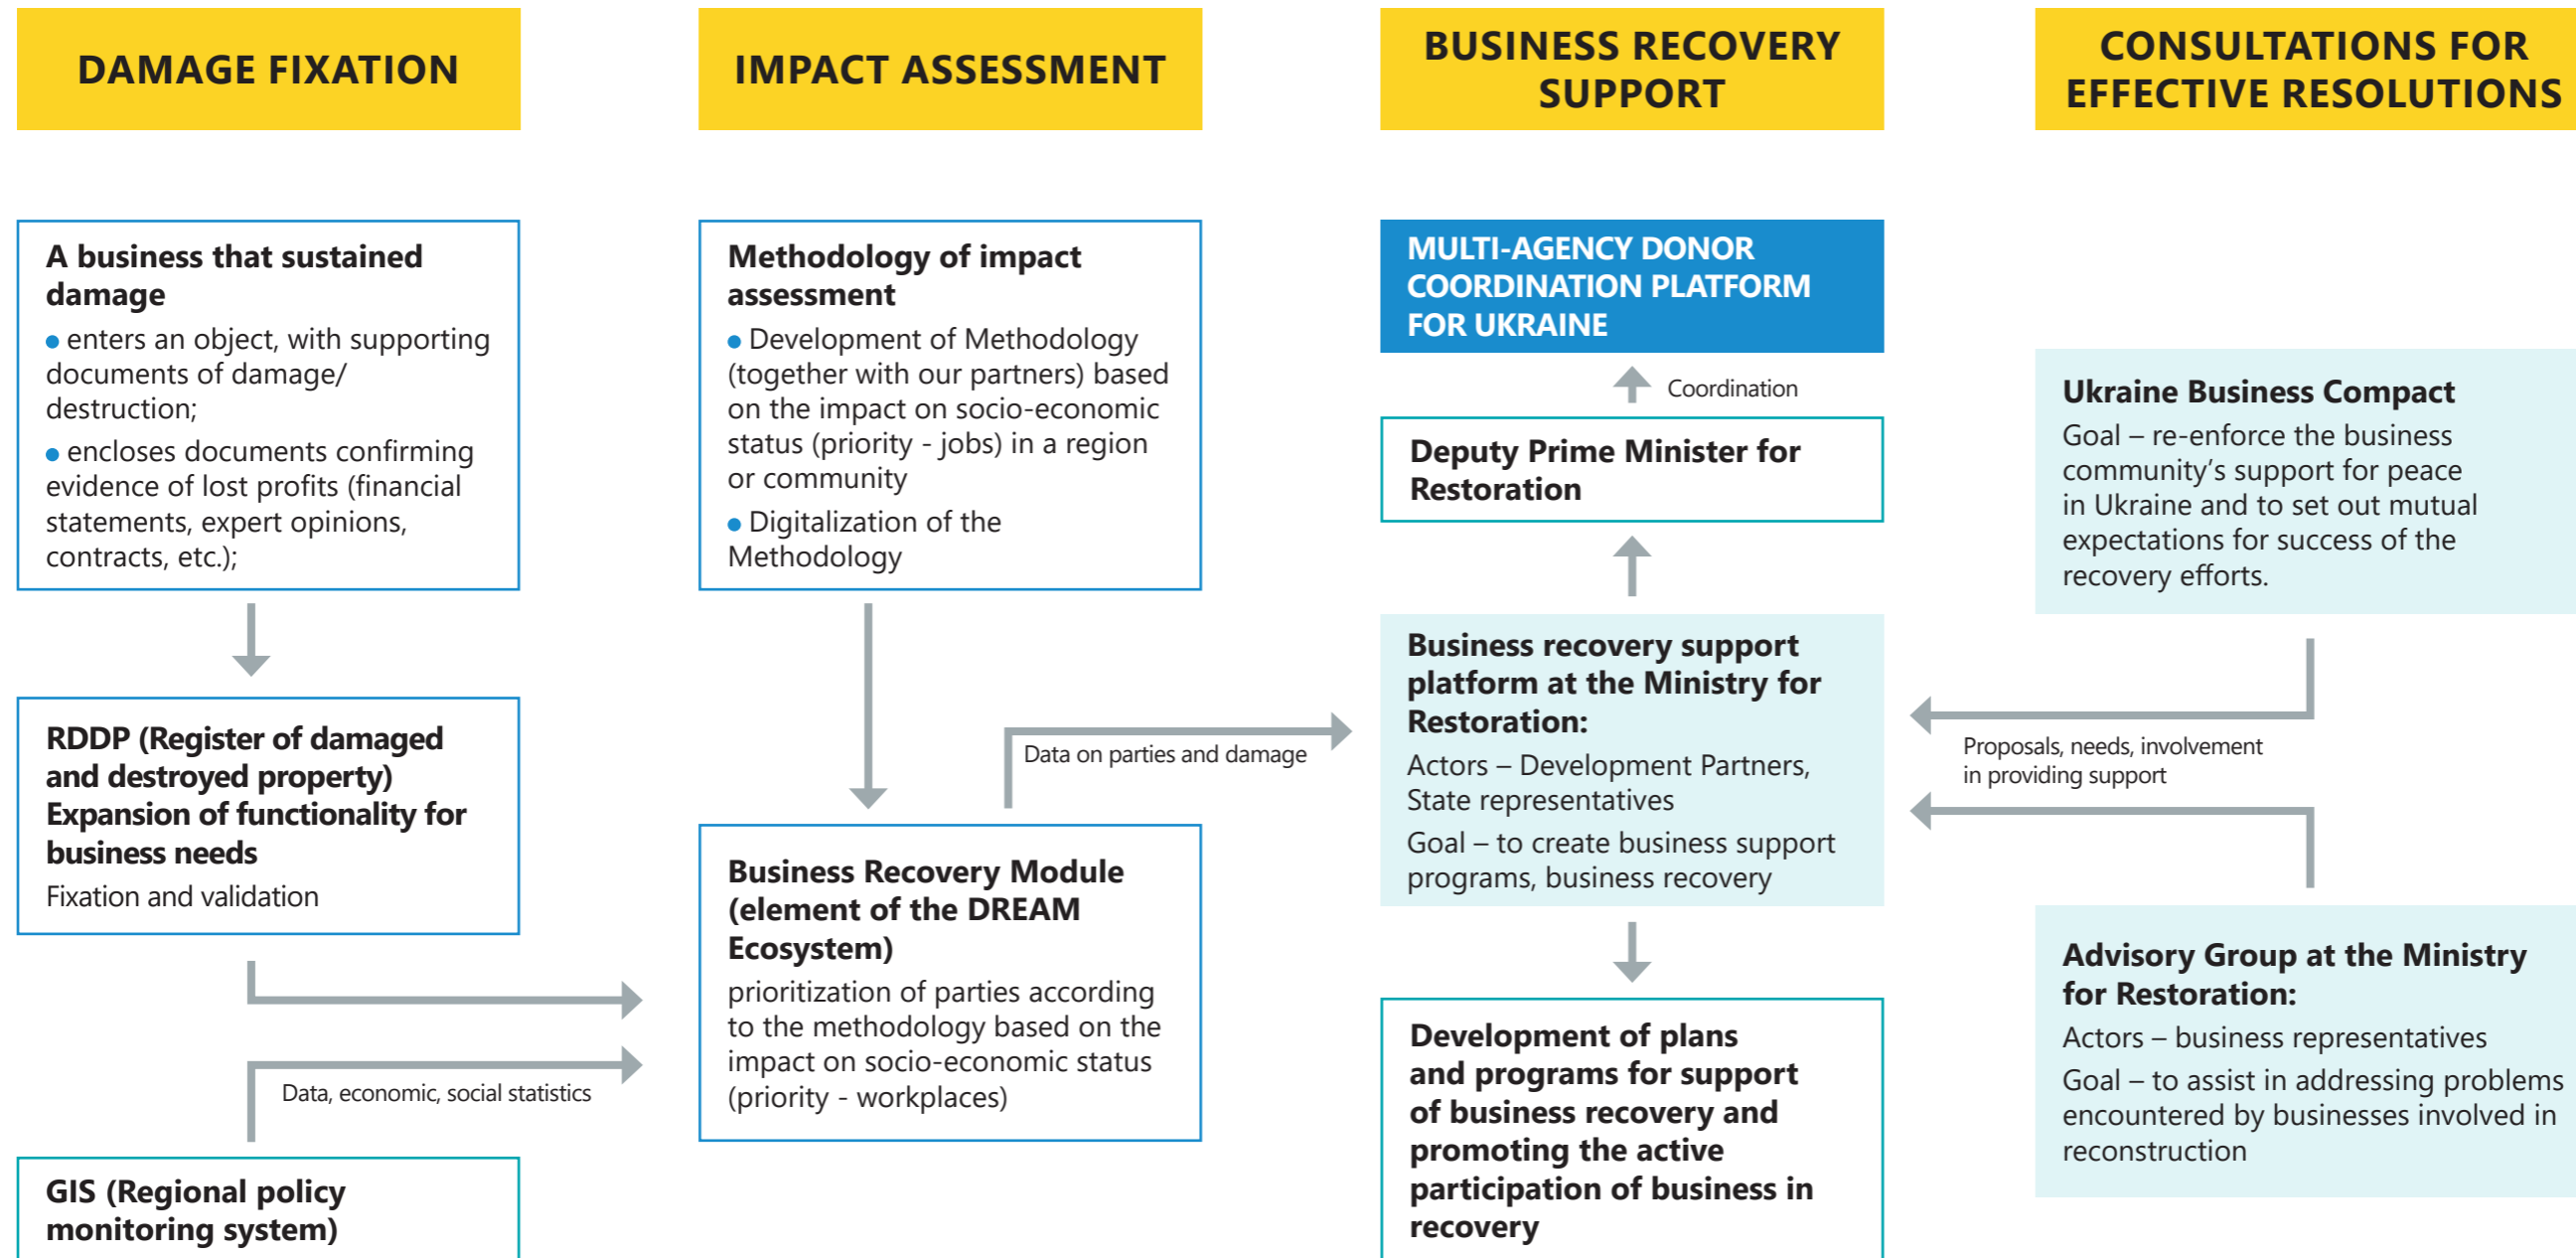 DAMAGE FIXATION
A business that sustained
damage
● enters an object, with supporting
documents of damage/
destruction;
● encloses documents confirming
evidence of lost profits (financial
statements, expert opinions,
contracts, etc.);
RDDP (Register of damaged
and destroyed property)
Expansion of functionality for
business needs
Fixation and validation
Data, economic, social statistics
GIS (Regional policy
monitoring system)
IMPACT ASSESSMENT
Methodology of impact
assessment
● Development of Methodology
(together with our partners) based
on the impact on socio-economic
status (priority - jobs) in a region
or community
● Digitalization of the
Methodology
Data on parties and damage
Business Recovery Module
(element of the DREAM
Ecosystem)
prioritization of parties according
to the methodology based on the
impact on socio-economic status
(priority - workplaces)
BUSINESS RECOVERY
SUPPORT
MULTI-AGENCY DONOR
COORDINATION PLATFORM
FOR UKRAINE
Coordination
Deputy Prime Minister for
Restoration
Business recovery support
platform at the Ministry for
Restoration:
Actors – Development Partners,
State representatives
Goal – to create business support
programs, business recovery
Development of plans
and programs for support
of business recovery and
promoting the active
participation of business in
recovery
CONSULTATIONS FOR
EFFECTIVE RESOLUTIONS
Ukraine Business Compact
Goal – re-enforce the business
community’s support for peace
in Ukraine and to set out mutual
expectations for success of the
recovery efforts.
Proposals, needs, involvement
in providing support
Advisory Group at the Ministry
for Restoration:
Actors – business representatives
Goal – to assist in addressing problems
encountered by businesses involved in
reconstruction